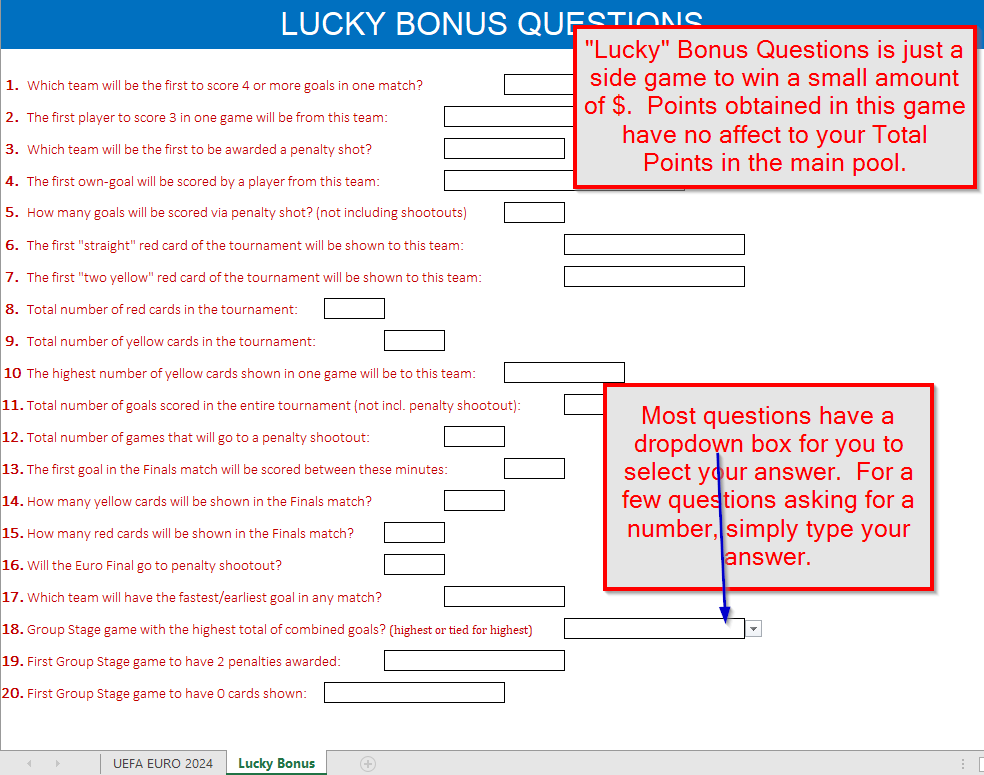 LUCKY BONUS QUESTIONS
"Lucky" Bonus Questions is just a
side game to win a small amount
of $.  Points obtained in this game
have no affect to your Total
Points in the main pool.
1. Which team will be the first to score 4 or more goals in one match?
2. The first player to score 3 in one game will be from this team:
3. Which team will be the first to be awarded a penalty shot?
4. The first own-goal will be scored by a player from this team:
5. How many goals will be scored via penalty shot? (not including shootouts)
6. The first "straight" red card of the tournament will be shown to this team:
7. The first "two yellow" red card of the tournament will be shown to this team:
8. Total number of red cards in the tournament:
9. Total number of yellow cards in the tournament:
10 The highest number of yellow cards shown in one game will be to this team:
11. Total number of goals scored in the entire tournament (not incl. penalty shootout):
12. Total number of games that will go to a penalty shootout:
13. The first goal in the Finals match will be scored between these minutes:
14. How many yellow cards will be shown in the Finals match?
15. How many red cards will be shown in the Finals match?
16. Will the Euro Final go to penalty shootout?
17. Which team will have the fastest/earliest goal in any match?
18. Group Stage game with the highest total of combined goals? (highest or tied for highest)
19. First Group Stage game to have 2 penalties awarded:
20. First Group Stage game to have 0 cards shown:
Most questions have a
dropdown box for you to
select your answer.  For a
few questions asking for a
number, simply type your
answer.
UEFA EURO 2024
Lucky Bonus